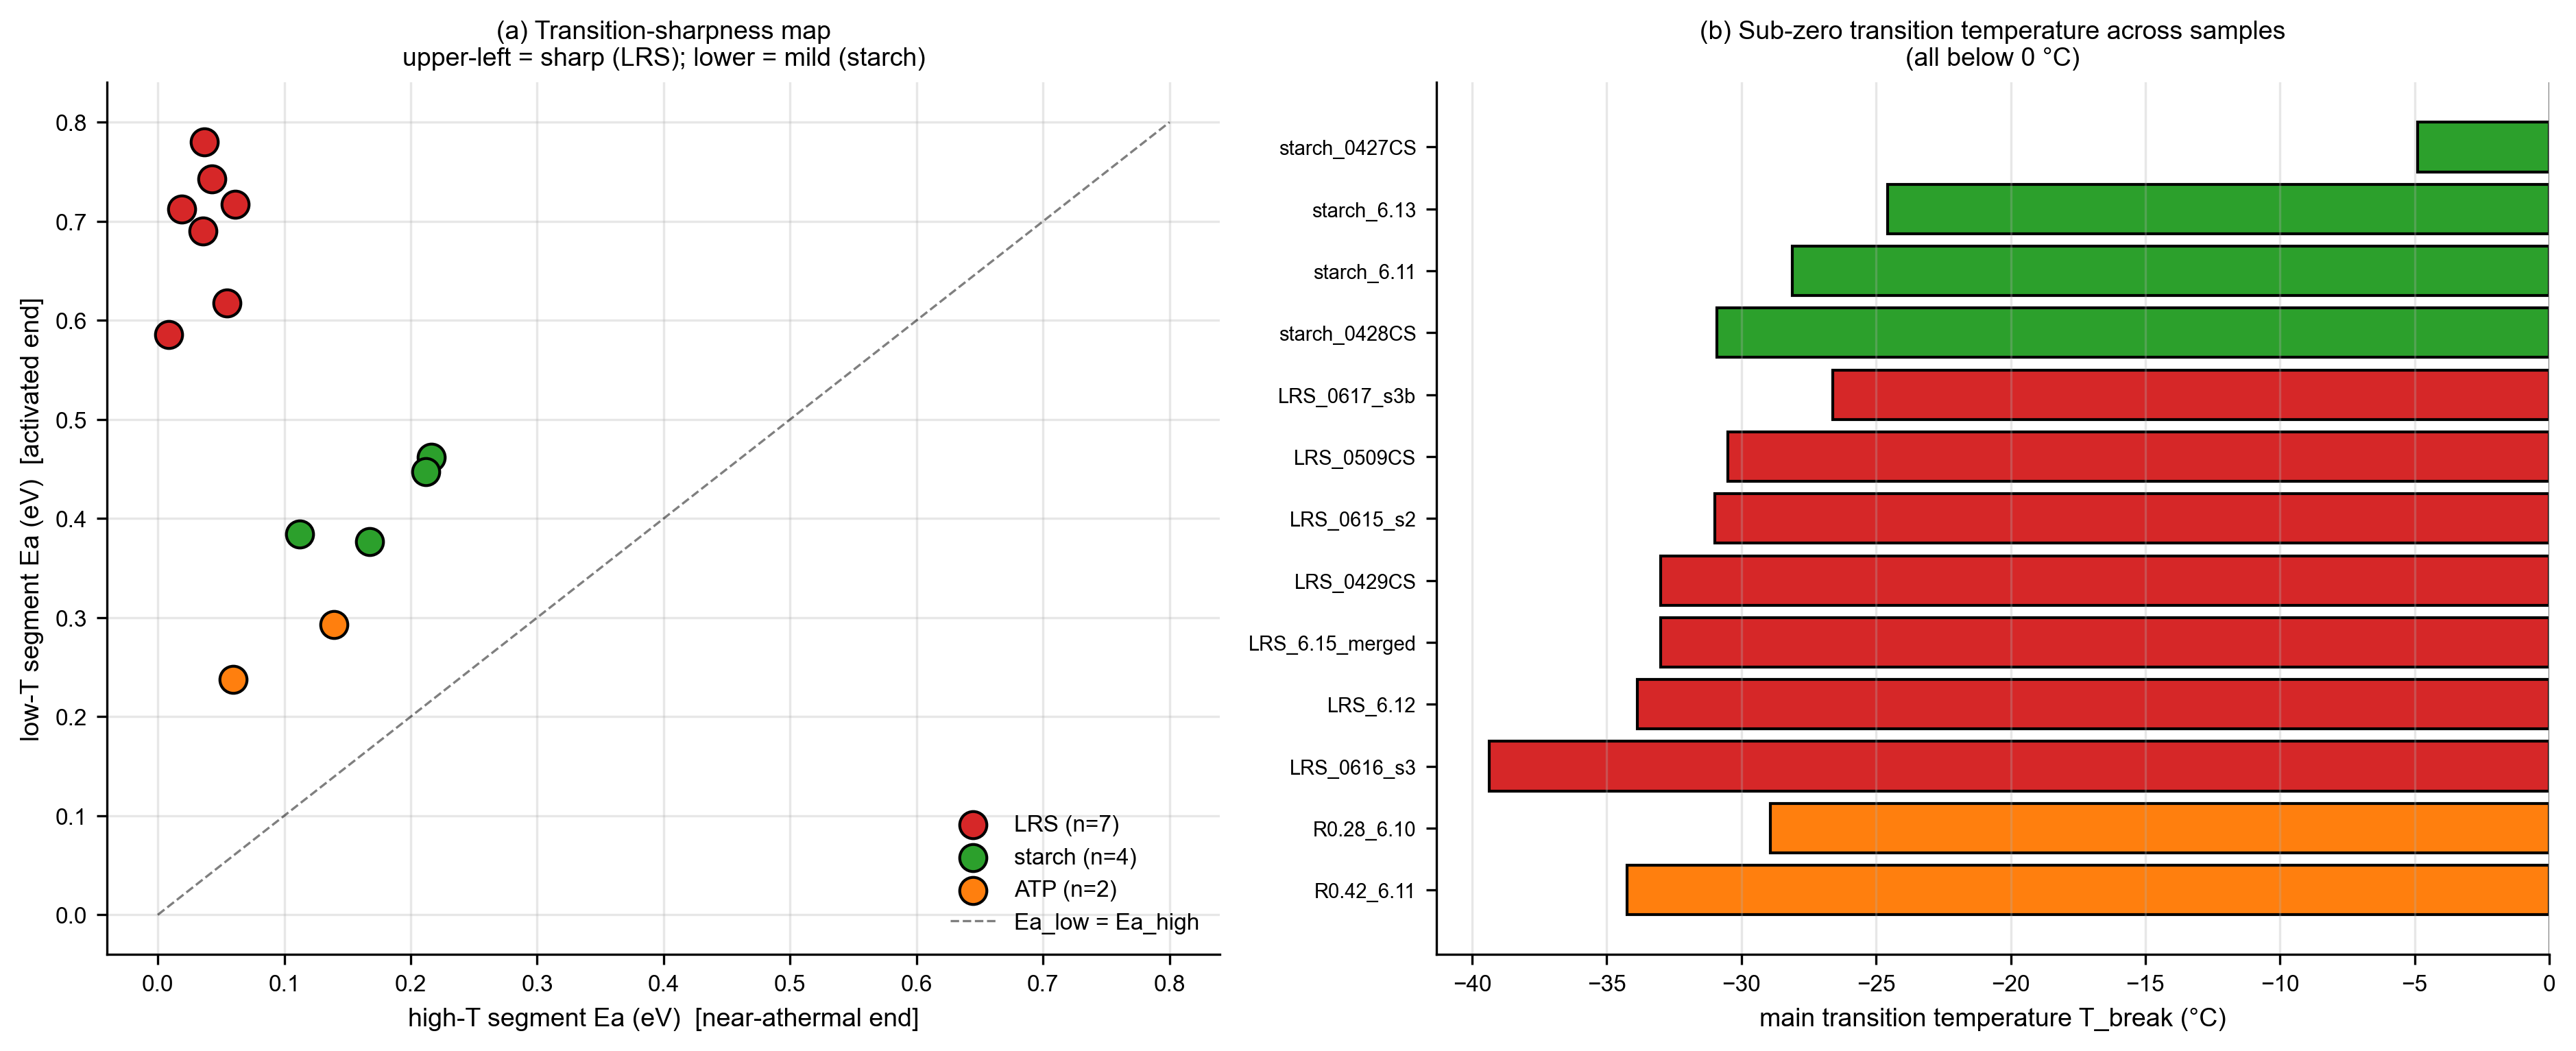 (a) Transition-sharpness map
upper-left = sharp (LRS); lower = mild (starch)
low-T segment Ea (eV)  [activated end]
0.8
0.7
0.6
0.5
0.4
0.3
0.2
0.1
0.0
LRS (n=7)
starch (n=4)
ATP (n=2)
Ea_low = Ea_high
0.0 0.1 0.2 0.3 0.4 0.5 0.6 0.7 0.8
high-T segment Ea (eV)  [near-athermal end]
(b) Sub-zero transition temperature across samples
(all below 0 °C)
starch_0427CS
starch_6.13
starch_6.11
starch_0428CS
LRS_0617_s3b
LRS_0509CS
LRS_0615_s2
LRS_0429CS
LRS_6.15_merged
LRS_6.12
LRS_0616_s3
R0.28_6.10
R0.42_6.11
−40 −35 −30 −25 −20 −15 −10 −5 0
main transition temperature T_break (°C)